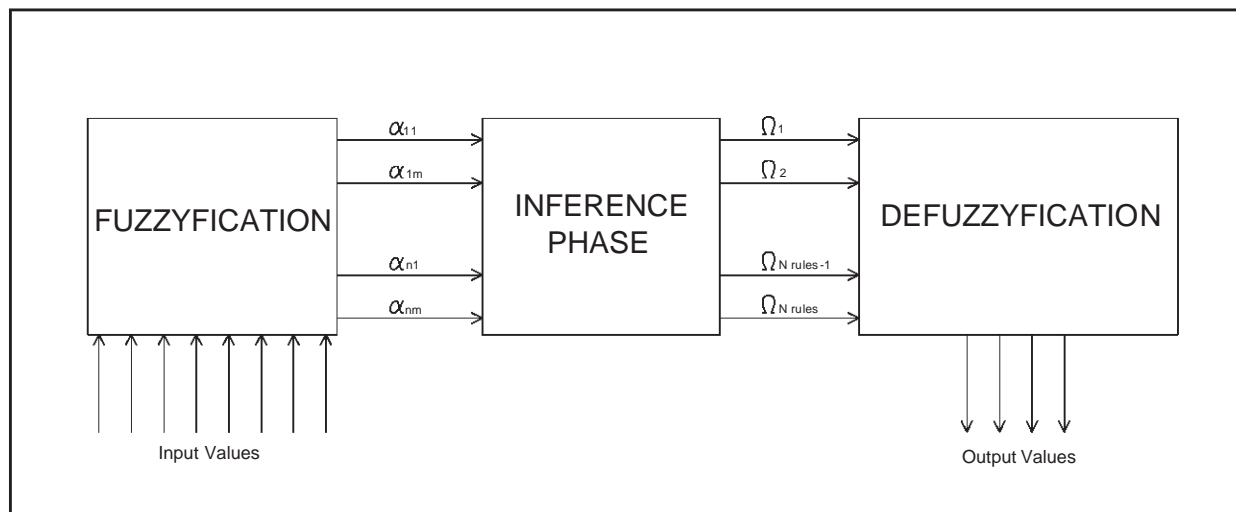 FUZZYFICATION
α11
α1m
αn1
αnm
INFERENCE
PHASE
Ω1
Ω2
ΩN rules-1
ΩN rules
DEFUZZYFICATION
Input Values
Output Values